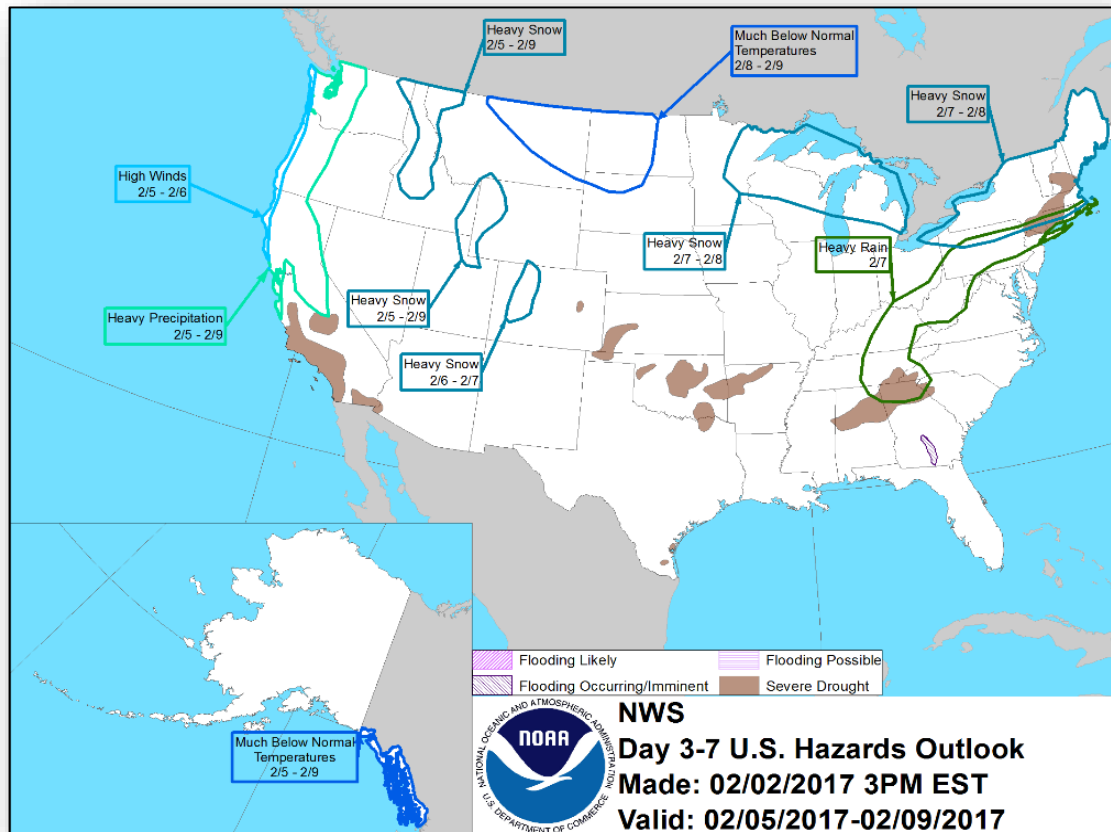 Heavy Snow
2/5 - 2/9
Much Below Normal
Temperatures
2/8 - 2/9
Heavy Snow
2/7 - 2/8
High Winds
2/5 - 2/6
Heavy Snow
2/7 - 2/8
Heavy Rain
2/7
Heavy Precipitation
2/5 - 2/9
Heavy Snow
2/5 - 2/9
Heavy Snow
2/6 - 2/7
Much Below Normal
Temperatures
2/5 - 2/9
Flooding Likely
Flooding Possible
Flooding Occurring/Imminent
Severe Drought
NATIONAL OCEANIC AND ATMOSPHERIC ADMINISTRATION
NOAA
U.S. DEPARTMENT OF COMMERCE
NWS
Day 3-7 U.S. Hazards Outlook
Made: 02/02/2017 3PM EST
Valid: 02/05/2017-02/09/2017